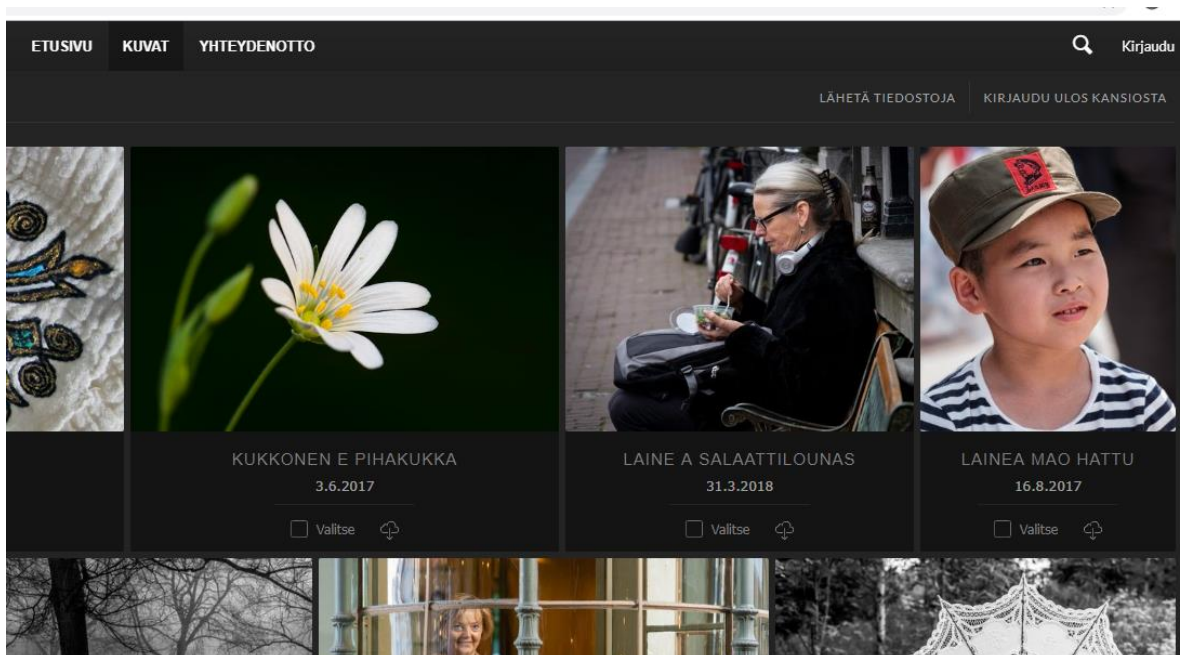 ETUSIVU KUVAT YHTEYDENOTTO Kirjaudu
LÄHETÄ TIEDOSTOJA KIRJAUDU ULOS KANSIOSTA
KUKKONEN E PIHAKUKKA
3.6.2017
Valitse
LAINE A SALAATTILOUNAS
31.3.2018
Valitse
LAINEA MAO HATTU
16.8.2017
Valitse